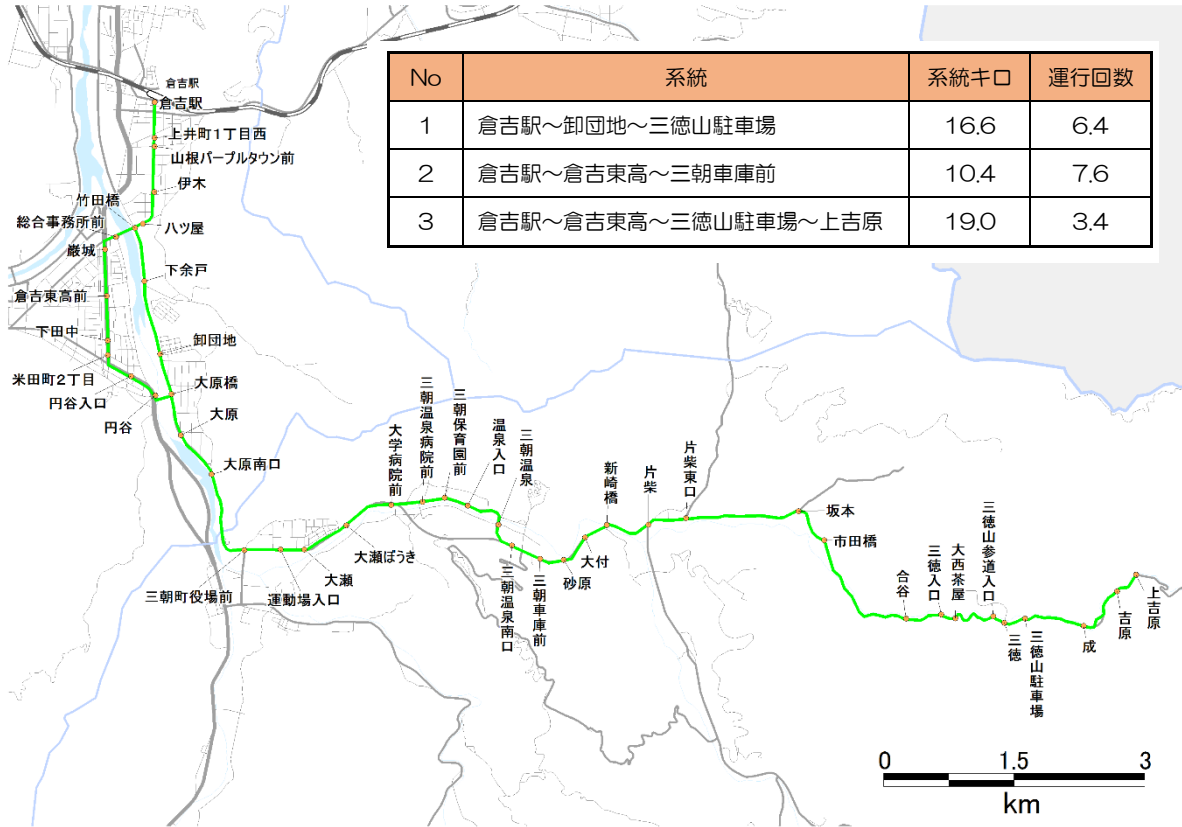 No 系統 系統キロ 運行回数
1 倉吉駅～卸団地～三徳山駐車場 16.6 6.4
2 倉吉駅～倉吉東高～三朝車庫前 10.4 7.6
3 倉吉駅～倉吉東高～三徳山駐車場～上吉原 19.0 3.4
倉吉駅
倉吉駅
上井町1丁目西
山根パープルタウン前
伊木
竹田橋
総合事務所前
八ツ屋
巌城
下余戸
倉吉東高前
下田中
卸団地
米田町2丁目
大原橋
円谷入口
円谷
大原
大原南口
三朝町役場前
運動場入口
大瀬
大瀬ぼうき
大学病院前
三朝温泉病院前
三朝保育園前
温泉入口
三朝温泉
三朝温泉南口
三朝車庫前
砂原
大付
新崎橋
片柴
片柴東口
坂本
市田橋
合谷
三徳入口
大西茶屋
三徳山参道入口
三徳
三徳山駐車場
成
吉原
上吉原
0 1.5 3
km